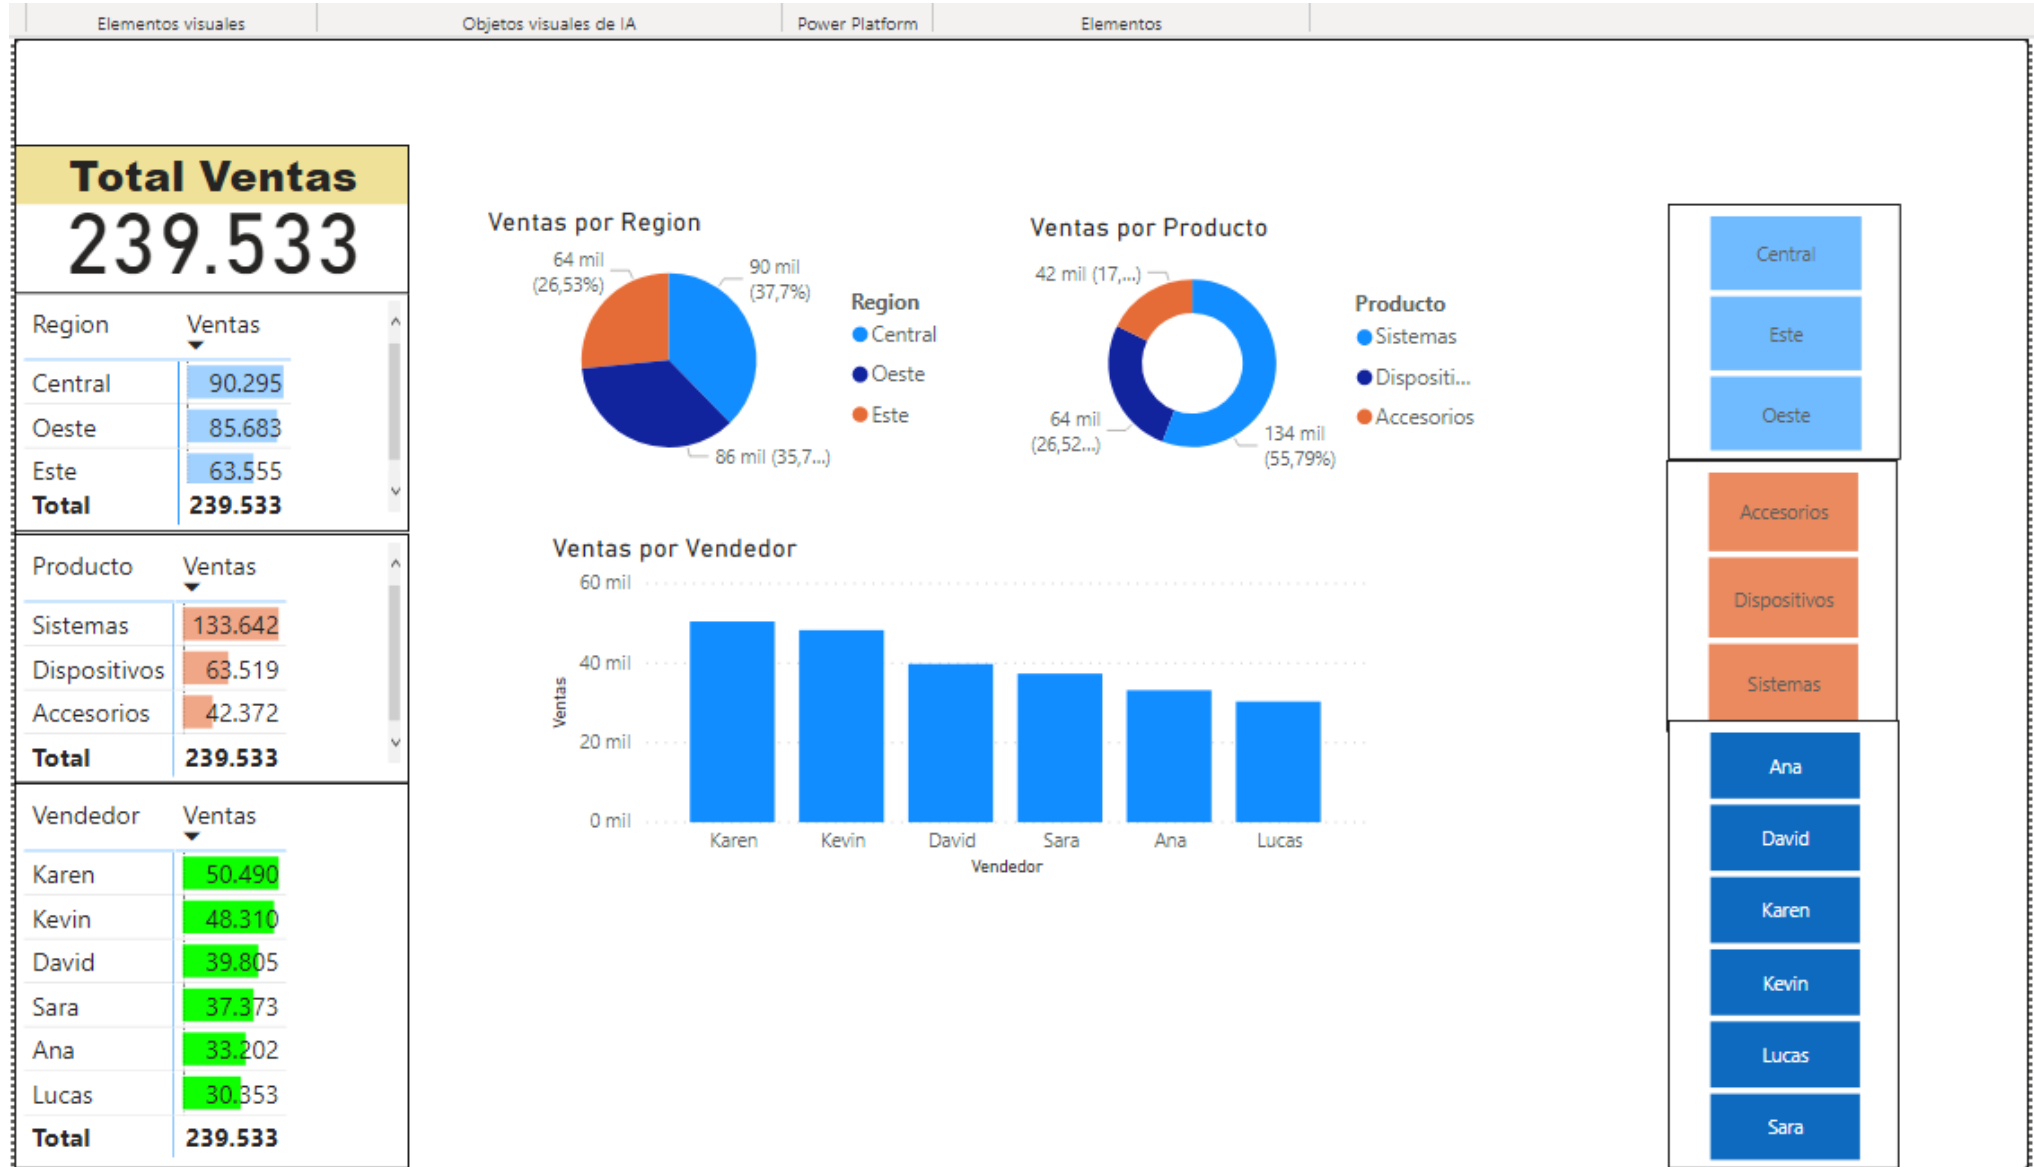 Elementos visuales
Objetos visuales de IA
Power Platform
Elementos
Total Ventas
239.533
Region Ventas
Central 90.295
Oeste 85.683
Este 63.555
Total 239.533
Producto Ventas
Sistemas 133.642
Dispositivos 63.519
Accesorios 42.372
Total 239.533
Vendedor Ventas
Karen 50.490
Kevin 48.310
David 39.805
Sara 37.373
Ana 33.202
Lucas 30.353
Total 239.533
Ventas por Region
64 mil
(26,53%)
90 mil
(37,7%)
86 mil (35,7...)
Region
Central
Oeste
Este
Ventas por Producto
42 mil (17,...)
64 mil
(26,52...)
134 mil
(55,79%)
Producto
Sistemas
Dispositi...
Accesorios
Ventas por Vendedor
60 mil
40 mil
20 mil
0 mil
Ventas
Karen Kevin David Sara Ana Lucas
Vendedor
Central
Este
Oeste
Accesorios
Dispositivos
Sistemas
Ana
David
Karen
Kevin
Lucas
Sara